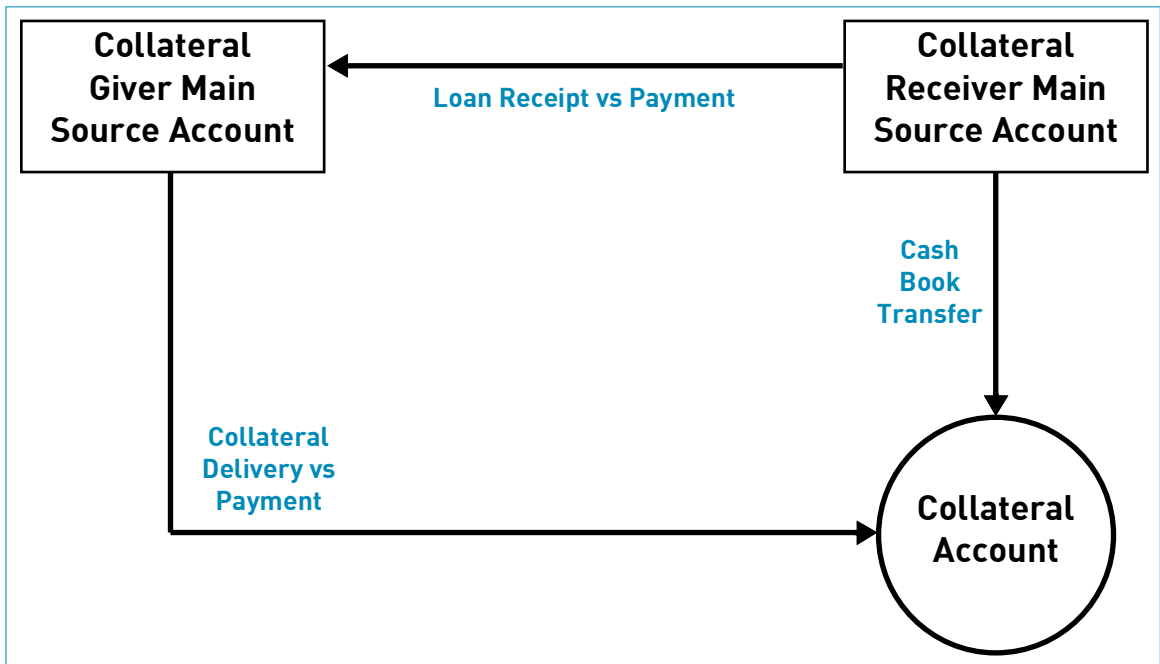 Collateral
Giver Main
Source Account
Loan Receipt vs Payment
Collateral
Receiver Main
Source Account
Cash
Book
Transfer
Collateral
Delivery vs
Payment
Collateral
Account